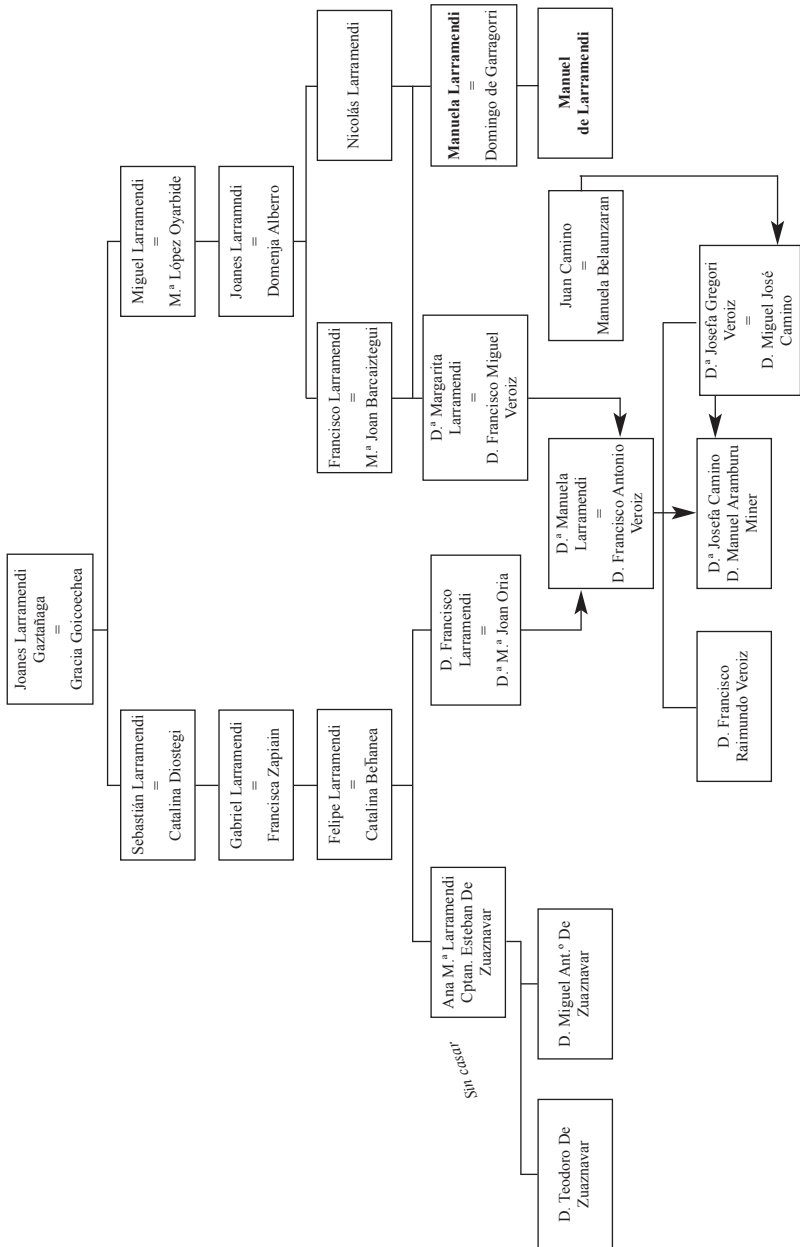 Joanes Larramendi
Gaztañaga
=
Gracia Goicoechea
Sebastián Larramendi
=
Catalina Diostegi
Miguel Larramendi
=
M.ª López Oyarbide
Gabriel Larramendi
=
Francisca Zapiain
Joanes Larramndi
=
Domenja Alberro
Felipe Larramendi
=
Catalina
Francisco Larramendi
=
M.ª Joan Barcaiztegui
Nicolás Larramendi
Sin casar
Ana M.ª Larramendi
Cptan. Esteban De
Zuaznavar
D. Francisco
Larramendi
=
D.ª M.ª Joan Oria
D.ª Margarita
Larramendi
=
D. Francisco Miguel
Veroiz
Manuela Larramendi
=
Domingo de Garragorri
D. Teodoro De
Zuaznavar
D. Miguel Ant.º De
Zuaznavar
D.ª Manuela
Larramendi
=
D. Francisco Antonio
Veroiz
Juan Camino
=
Manuela Belaunzaran
Manuel
de Larramendi
D. Francisco
Raimundo Veroiz
D.ª Josefa Camino
D. Manuel Aramburu
Miner
D.ª Josefa Gregori
Veroiz
=
D. Miguel José
Camino